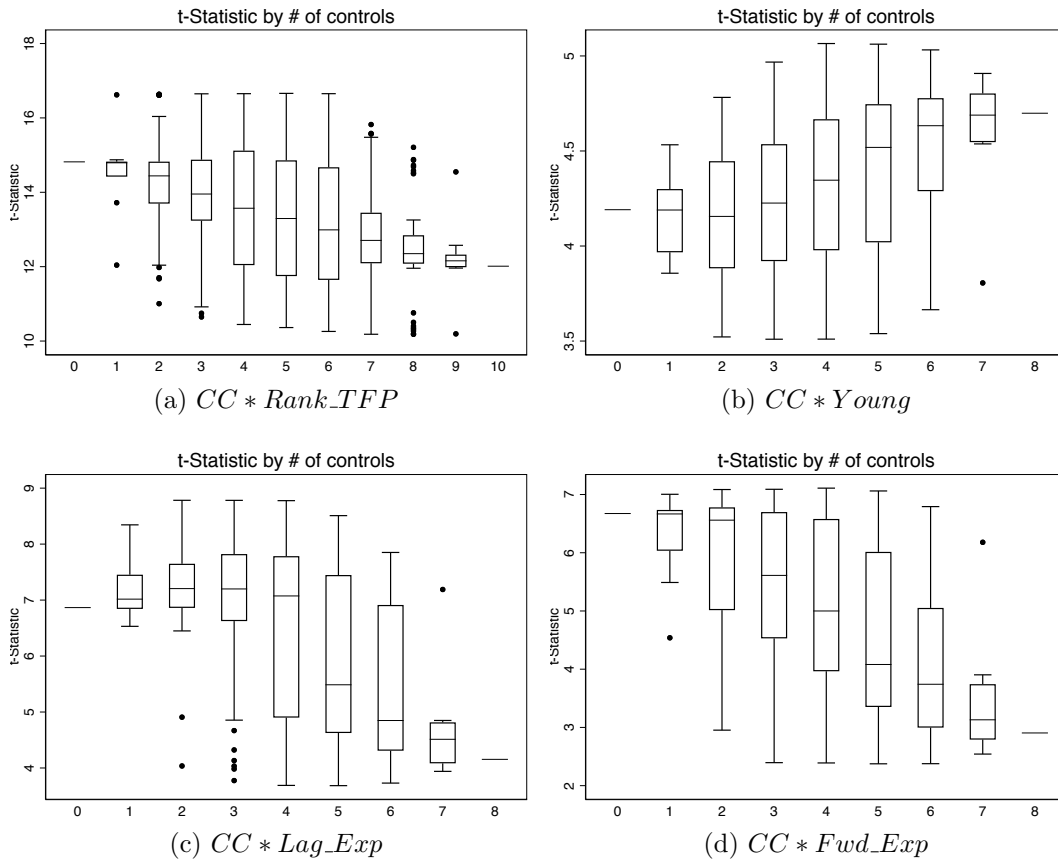 t-Statistic by # of controls
t-Statistic
18
16
14
12
10
0 1 2 3 4 5 6 7 8 9 10
(a) CC * Rank_TFP
t-Statistic by # of controls
t-Statistic
5
4.5
4
3.5
0 1 2 3 4 5 6 7 8
(b) CC * Young
t-Statistic by # of controls
t-Statistic
9
8
7
6
5
4
0 1 2 3 4 5 6 7 8
(c) CC * Lag_Exp
t-Statistic by # of controls
t-Statistic
7
6
5
4
3
2
0 1 2 3 4 5 6 7 8
(d) CC * Fwd_Exp